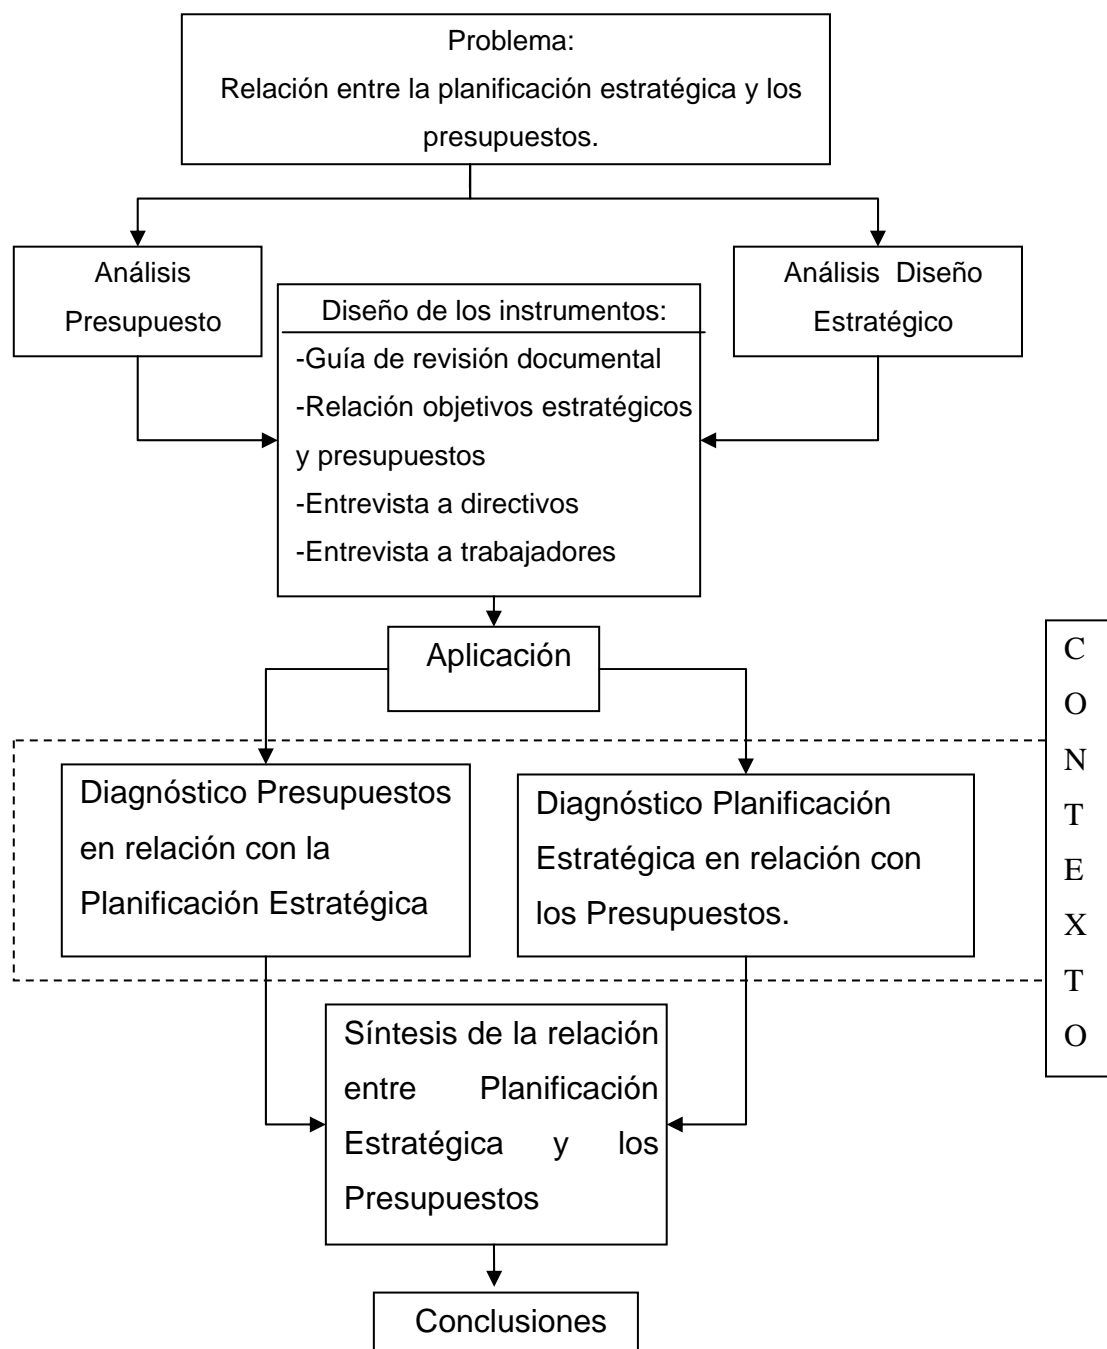 Problema:
Relación entre la planificación estratégica y los
presupuestos.
Análisis
Presupuesto
Análisis Diseño
Estratégico
Diseño de los instrumentos:
-Guía de revisión documental
-Relación objetivos estratégicos
y presupuestos
-Entrevista a directivos
-Entrevista a trabajadores
Aplicación
C
O
N
T
E
X
T
O
Diagnóstico Presupuestos
en relación con la
Planificación Estratégica
Diagnóstico Planificación
Estratégica en relación con
los Presupuestos.
Síntesis de la relación
entre Planificación
Estratégica y los
Presupuestos
Conclusiones